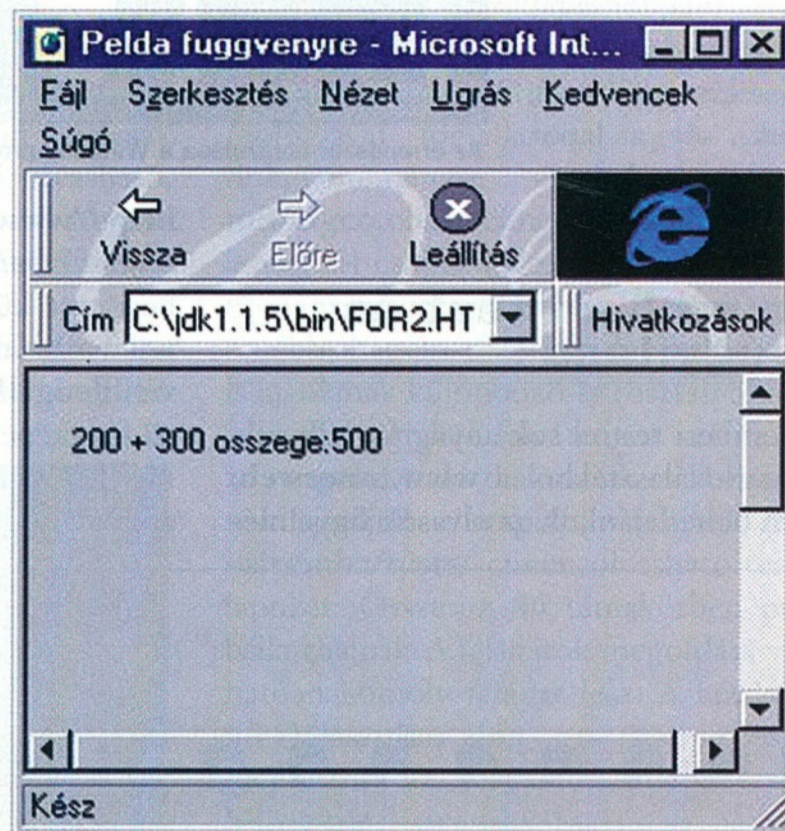 Pelda fuggvenyre - Microsoft Int...
Fájl Szerkesztés Nézet Ugrás Kedvencek
Súgó
Vissza Előre Leállítás
Cím C:\jdk1.1.5\bin\FOR2.HT Hivatkozások
200 + 300 osszege:500
Kész